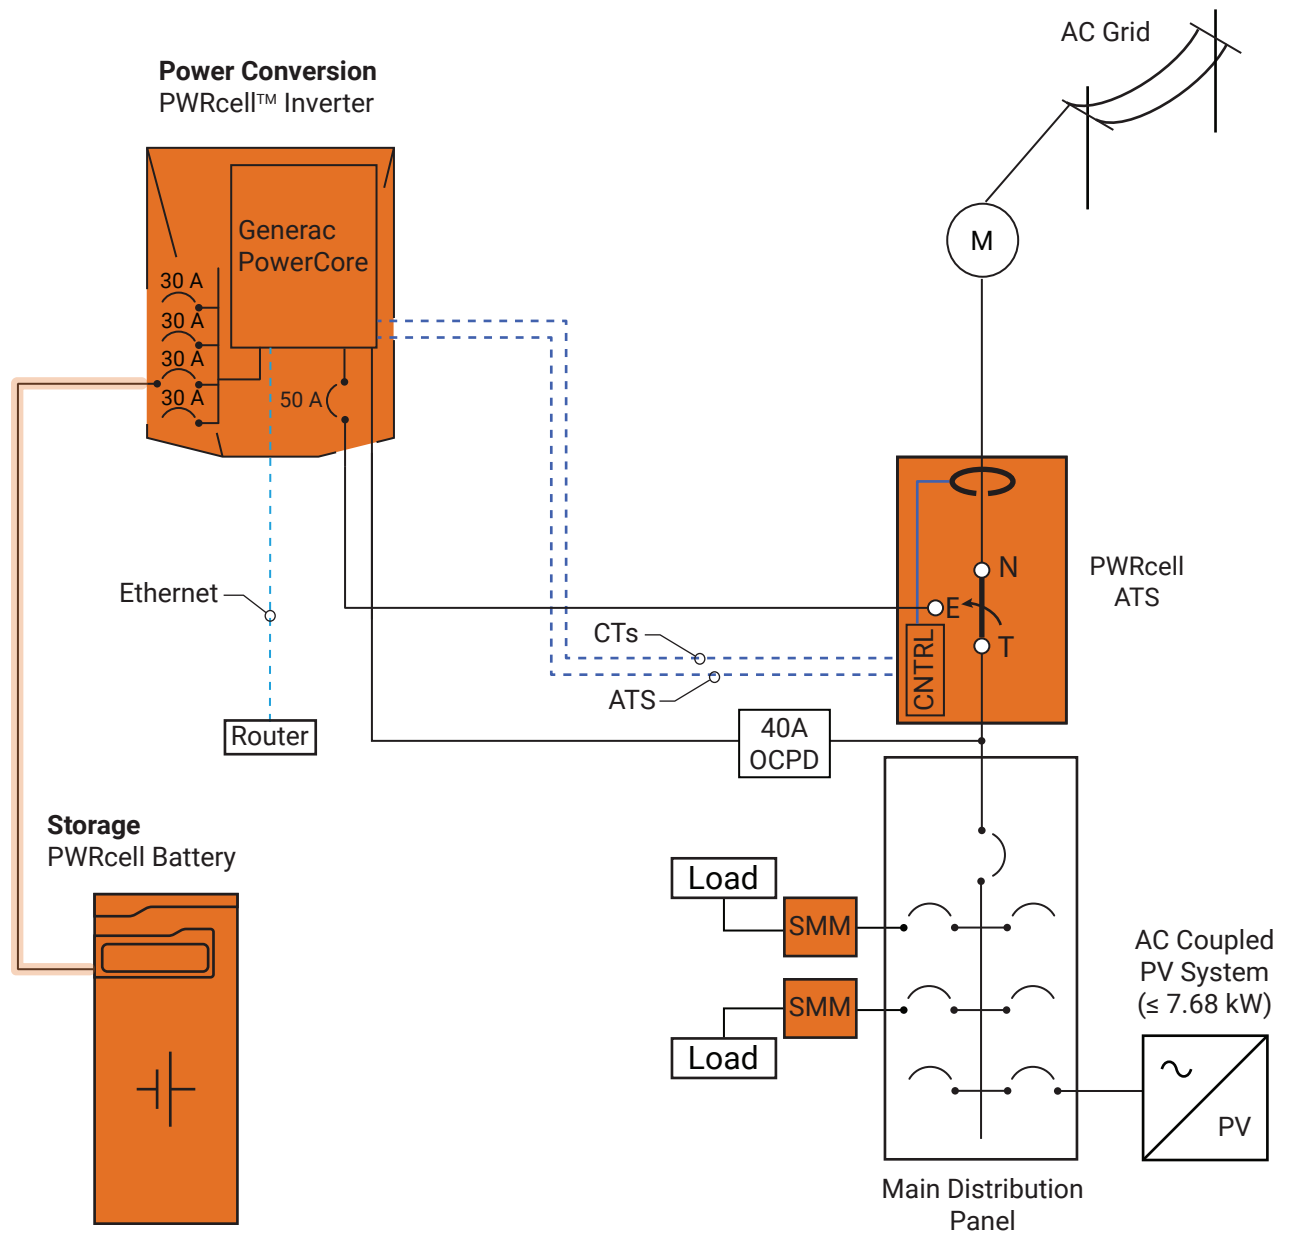 AC Grid
Power Conversion
PWRcell™ Inverter
Generac
PowerCore
30 A
30 A
30 A
30 A
50 A
M
N
E
T
CNTRL
PWRcell
ATS
Ethernet
CTs
ATS
Router
40A
OCPD
Storage
PWRcell Battery
Load
SMM
SMM
Load
AC Coupled
PV System
(≤ 7.68 kW)
PV
Main Distribution
Panel